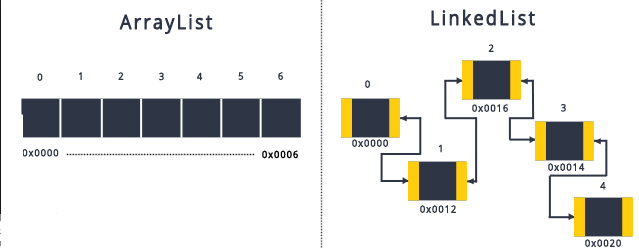 ArrayList
0 1 2 3 4 5 6
0x0000 0x0006
LinkedList
0
0x0000
1
0x0012
2
0x0016
3
0x0014
4
0x0020